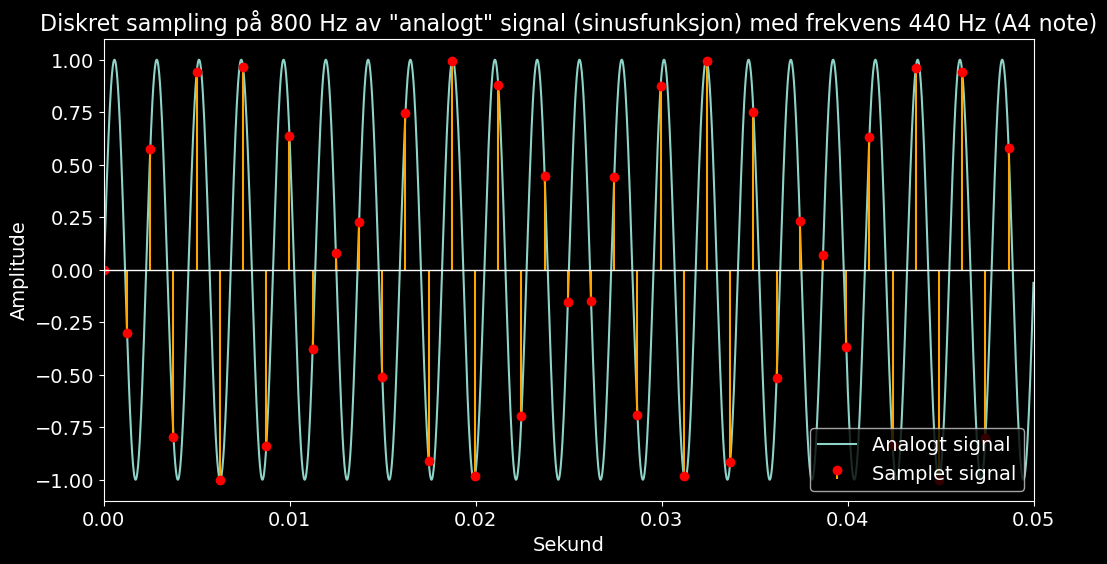 Diskret sampling på 800 Hz av "analogt" signal (sinusfunksjon) med frekvens 440 Hz (A4 note)
1.00
0.75
0.50
0.25
0.00
−0.25
−0.50
−0.75
−1.00
Amplitude
Analogt signal
Samplet signal
0.00 0.01 0.02 0.03 0.04 0.05
Sekund